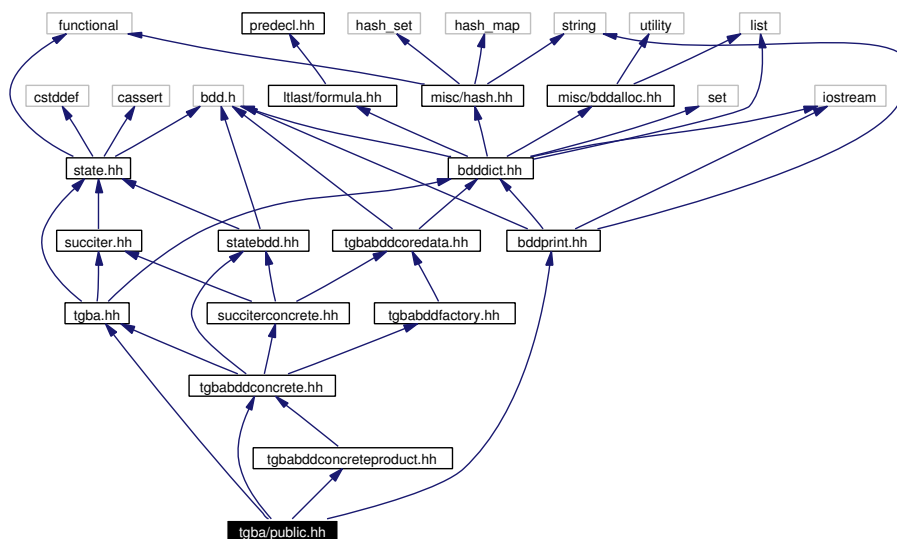 functional
predecl.hh
hash_set
hash_map
string
utility
list
cstddef
cassert
bdd.h
ltlast/formula.hh
misc/hash.hh
misc/bddalloc.hh
set
iostream
state.hh
bdddict.hh
succiter.hh
statebdd.hh
tgbabddcoredata.hh
bddprint.hh
tgba.hh
succiterconcrete.hh
tgbabddfactory.hh
tgbabddconcrete.hh
tgbabddconcreteproduct.hh
tgba/public.hh